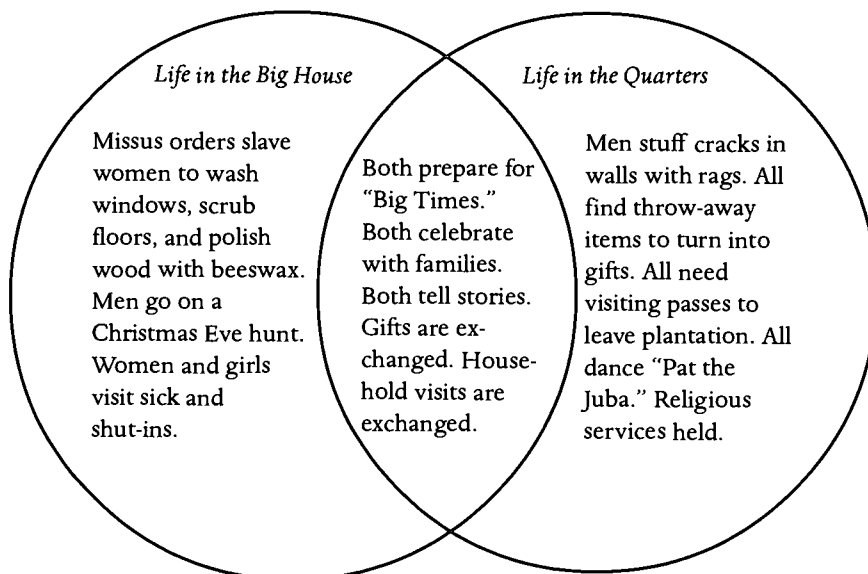 Life in the Big House
Missus orders slave
women to wash
windows, scrub
floors, and polish
wood with beeswax.
Men go on a
Christmas Eve hunt.
Women and girls
visit sick and
shut-ins.
Both prepare for
“Big Times.”
Both celebrate
with families.
Both tell stories.
Gifts are ex-
changed. House-
hold visits are
exchanged.
Life in the Quarters
Men stuff cracks in
walls with rags. All
find throw-away
items to turn into
gifts. All need
visiting passes to
leave plantation. All
dance “Pat the
Juba.” Religious
services held.